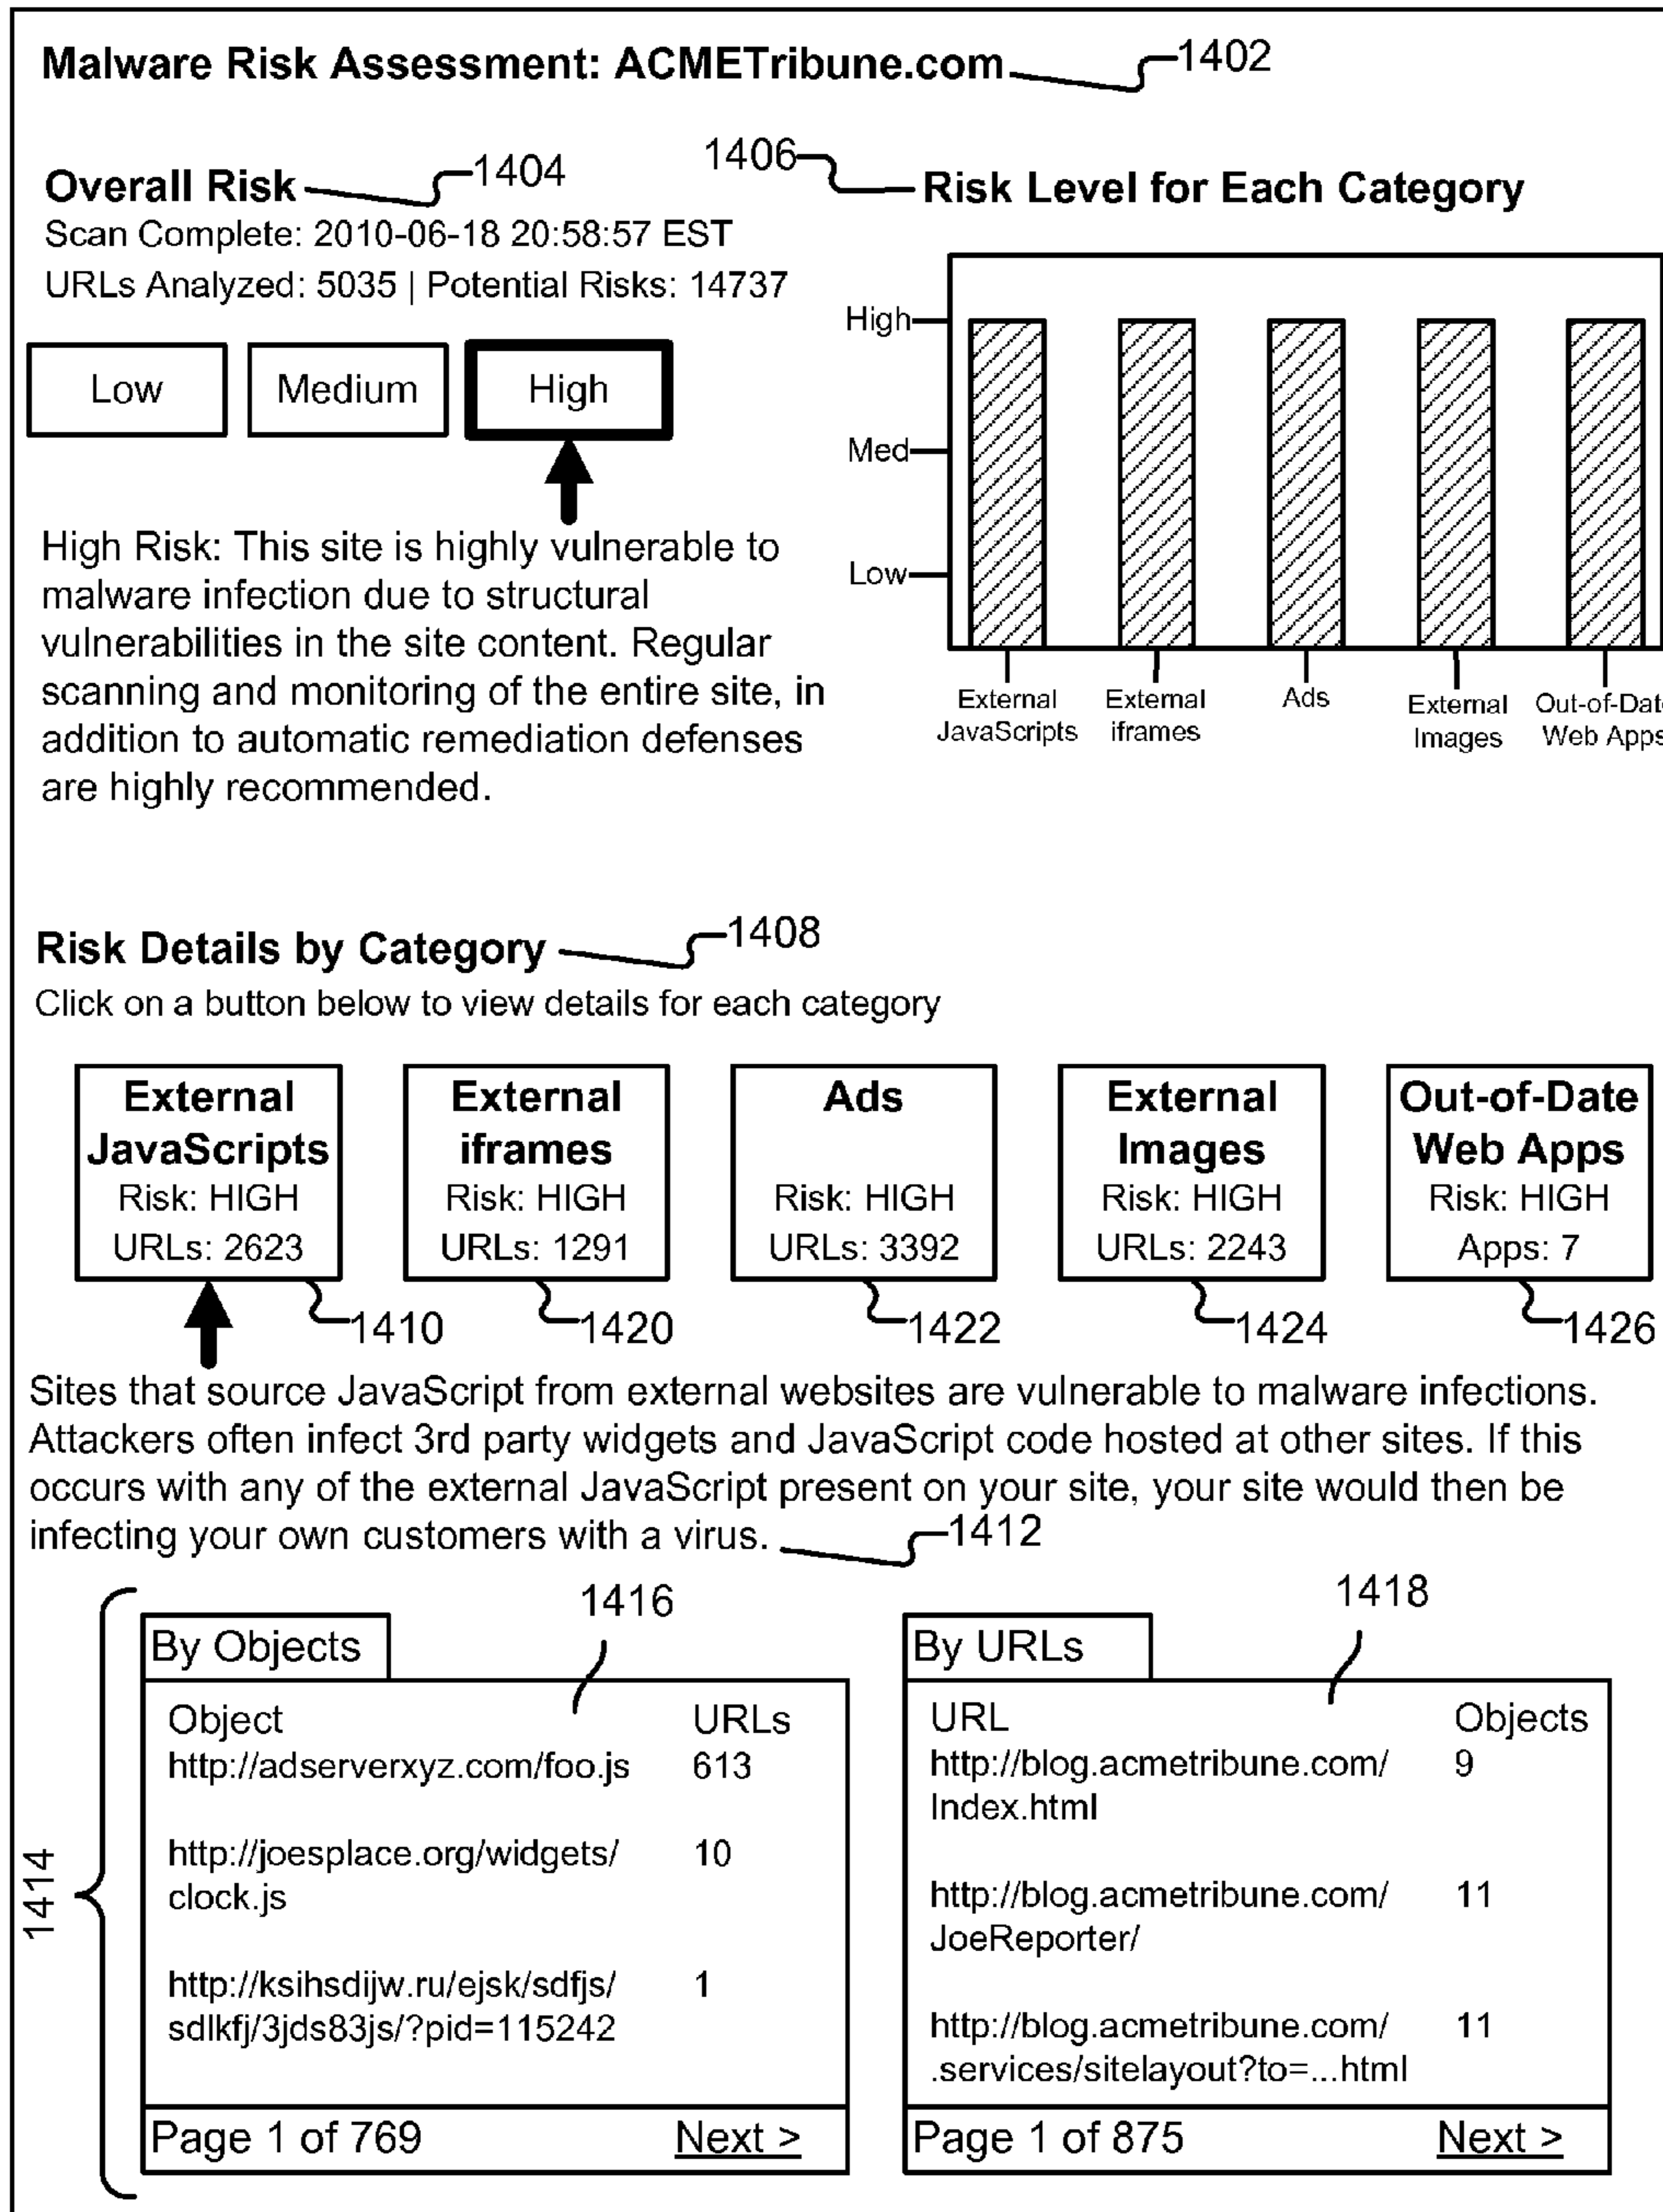 Malware Risk Assessment: ACMETribune.com
1402
Overall Risk
1404
Scan Complete: 2010-06-18 20:58:57 EST
URLs Analyzed: 5035 | Potential Risks: 14737
Low
Medium
High
High Risk: This site is highly vulnerable to
malware infection due to structural
vulnerabilities in the site content. Regular
scanning and monitoring of the entire site, in
addition to automatic remediation defenses
are highly recommended.
1406
Risk Level for Each Category
High
Med
Low
External
JavaScripts
External
iframes
Ads
External
Images
Out-of-Date
Web Apps
Risk Details by Category
1408
Click on a button below to view details for each category
External
JavaScripts
Risk: HIGH
URLs: 2623
1410
External
iframes
Risk: HIGH
URLs: 1291
1420
Ads
Risk: HIGH
URLs: 3392
1422
External
Images
Risk: HIGH
URLs: 2243
1424
Out-of-Date
Web Apps
Risk: HIGH
Apps: 7
1426
Sites that source JavaScript from external websites are vulnerable to malware infections.
Attackers often infect 3rd party widgets and JavaScript code hosted at other sites. If this
occurs with any of the external JavaScript present on your site, your site would then be
infecting your own customers with a virus.
1412
1414
1416
By Objects
Object URLs
http://adserverxyz.com/foo.js 613
http://joesplace.org/widgets/ 10
clock.js
http://ksihsdijw.ru/ejsk/sdfjs/ 1
sdlkfj/3jds83js/?pid=115242
Page 1 of 769 Next >
1418
By URLs
URL Objects
http://blog.acmetribune.com/ 9
Index.html
http://blog.acmetribune.com/ 11
JoeReporter/
http://blog.acmetribune.com/ 11
.services/sitelayout?to=...html
Page 1 of 875 Next >